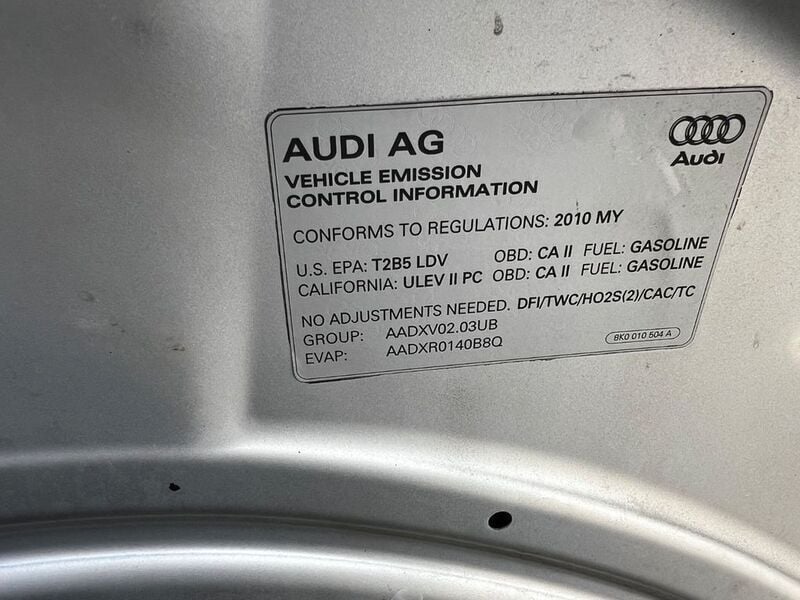 AUDI AG
Audi
VEHICLE EMISSION
CONTROL INFORMATION
CONFORMS TO REGULATIONS: 2010 MY
U.S. EPA: T2B5 LDV OBD: CA II FUEL: GASOLINE
CALIFORNIA: ULEV II PC OBD: CA II FUEL: GASOLINE
NO ADJUSTMENTS NEEDED. DFI/TWC/HO2S(2)/CAC/TC
GROUP: AADXV02.03UB
EVAP: AADXR0140B8Q
8K0 010 504 A